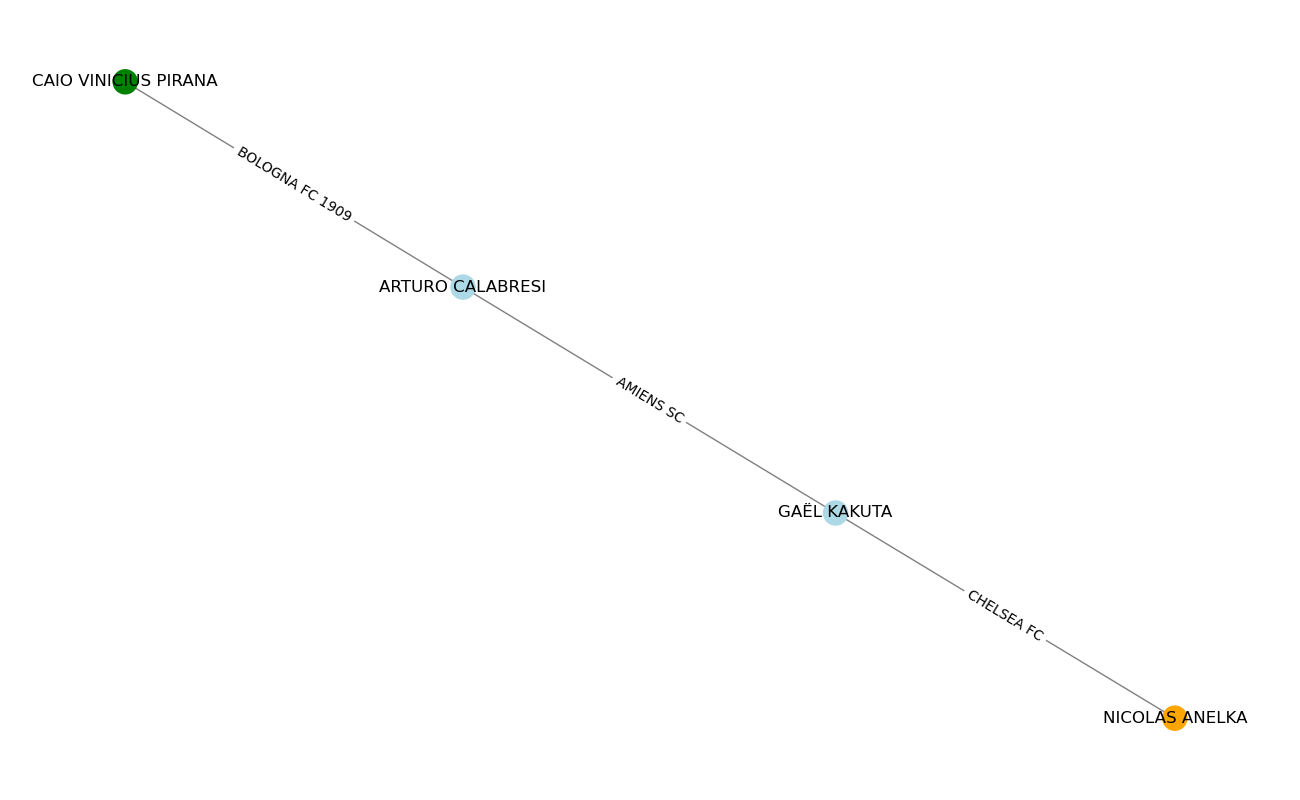 CAIO VINICIUS PIRANA
BOLOGNA FC 1909
ARTURO CALABRESI
AMIENS SC
GAËL KAKUTA
CHELSEA FC
NICOLAS ANELKA